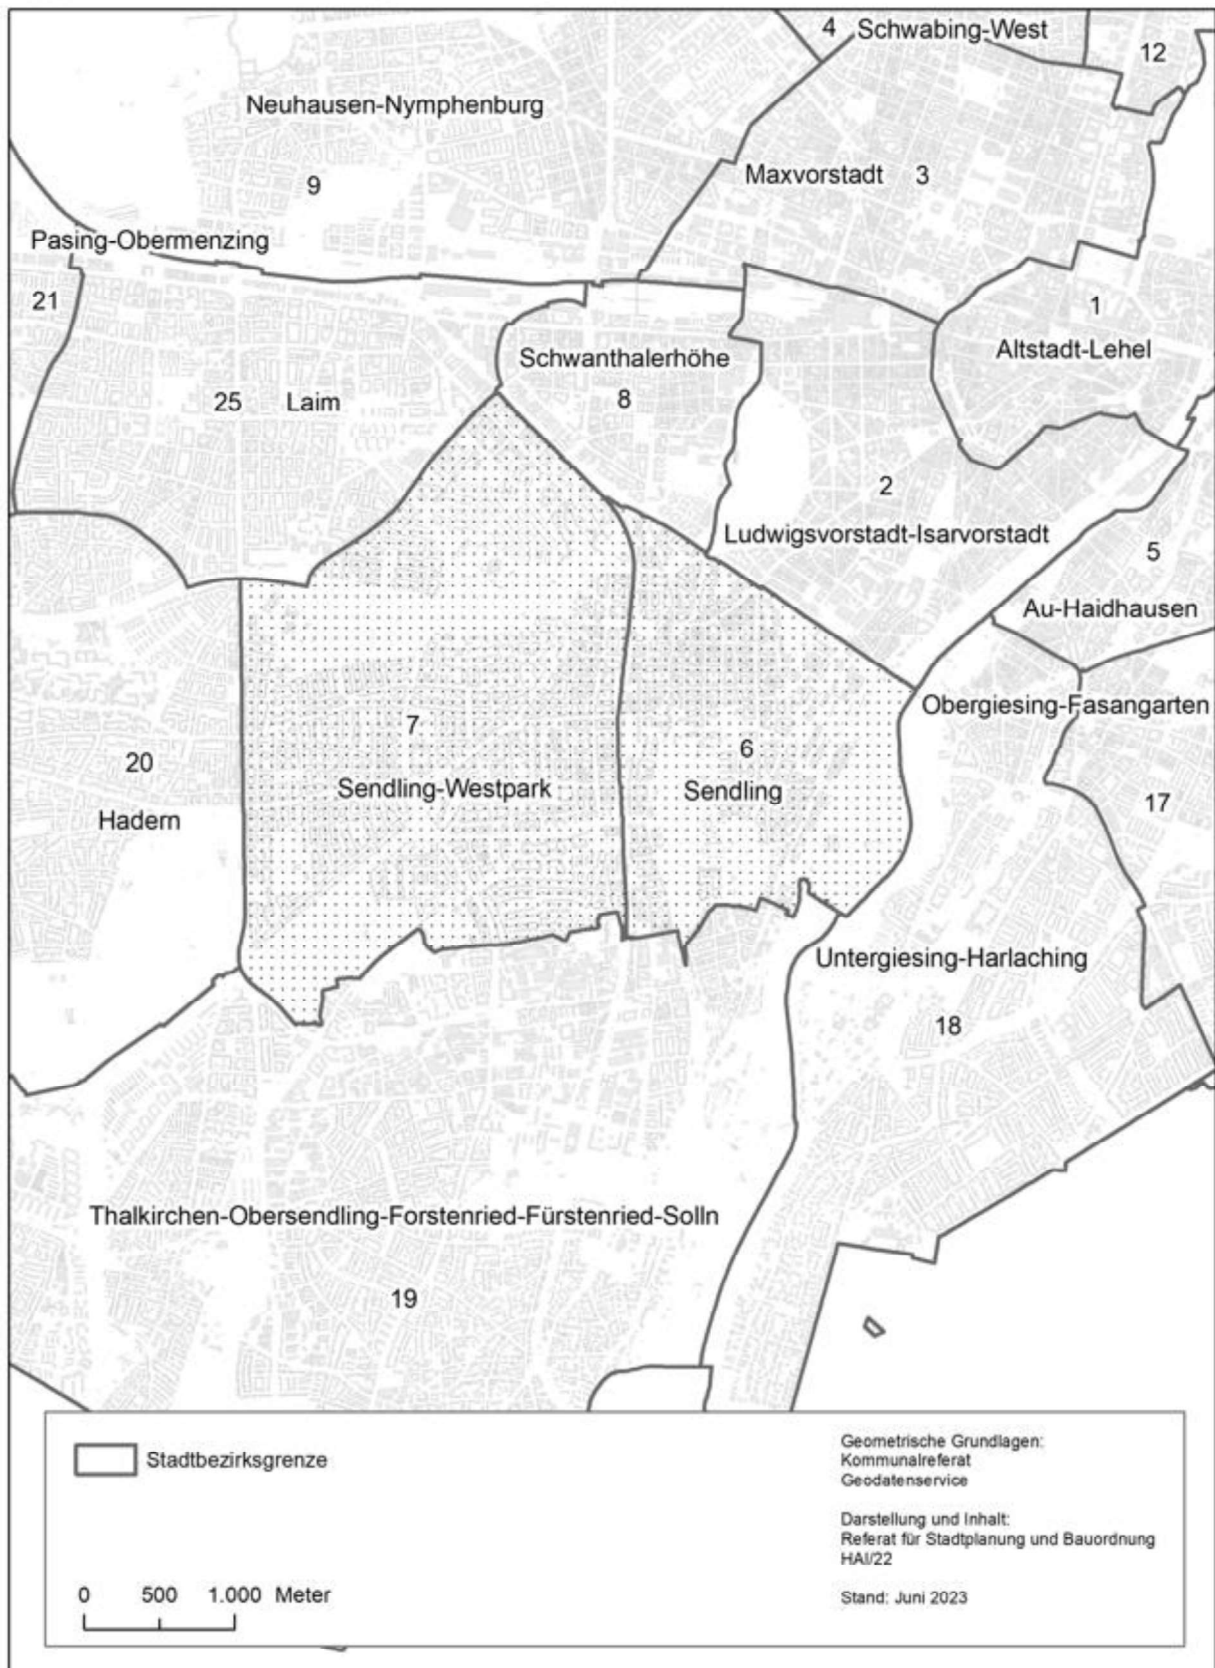 4 Schwabing-West
12
Neuhausen-Nymphenburg
9
Maxvorstadt 3
Pasing-Obermenzing
21
1
Altstadt-Lehel
Schwanthalerhöhe
8
25 Laim
2
Ludwigsvorstadt-Isarvorstadt
5
Au-Haidhausen
Obergiesing-Fasangarten
7
Sendling-Westpark
6
Sendling
20
Hadern
17
Untergiesing-Harlaching
18
Thalkirchen-Obersendling-Forstenried-Fürstenried-Solln
19
Stadtbezirksgrenze
0 500 1.000 Meter
Geometrische Grundlagen:
Kommunalreferat
Geodatenservice
Darstellung und Inhalt:
Referat für Stadtplanung und Bauordnung
HAI/22
Stand: Juni 2023